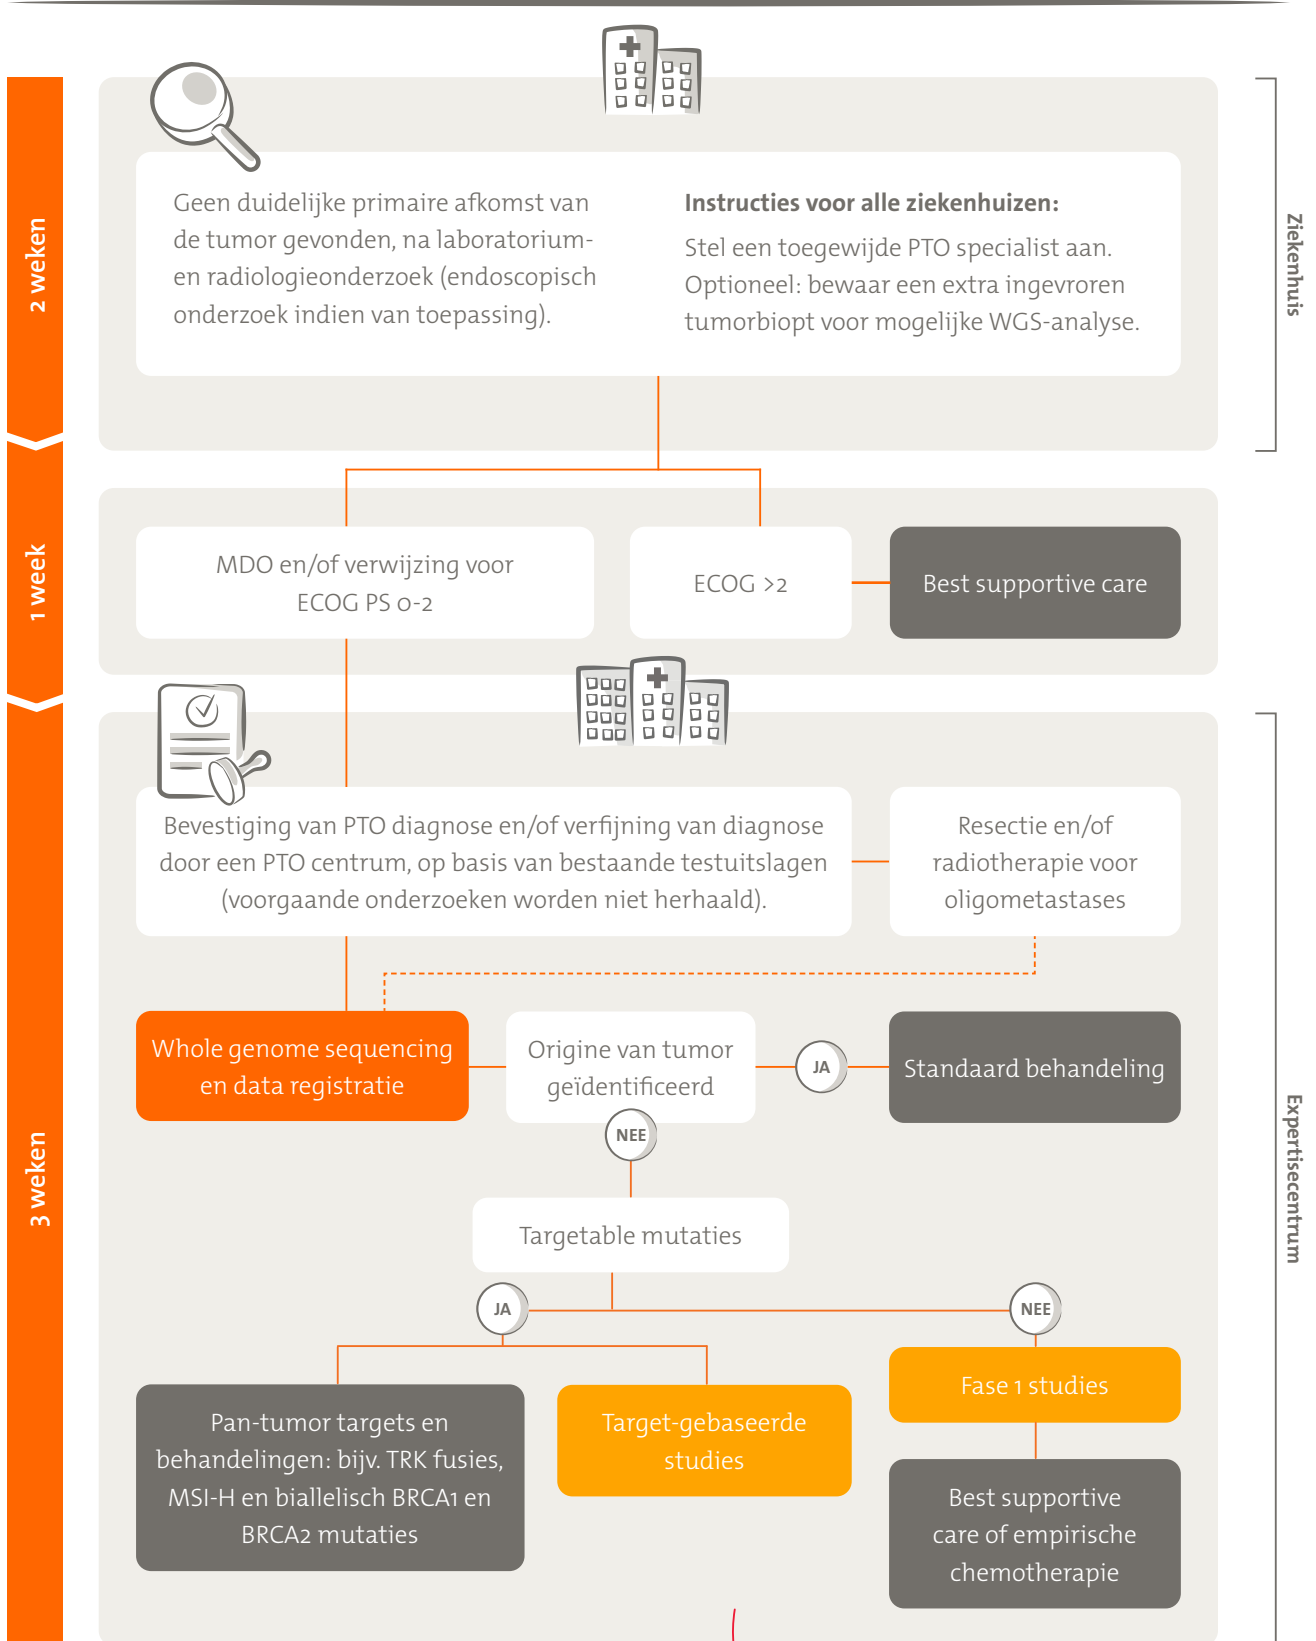 2 weken
Geen duidelijke primaire afkomst van
de tumor gevonden, na laboratorium-
en radiologieonderzoek (endoscopisch
onderzoek indien van toepassing).
Instructies voor alle ziekenhuizen:
Stel een toegewijde PTO specialist aan.
Optioneel: bewaar een extra ingevroren
tumorbiopt voor mogelijke WGS-analyse.
Ziekenhuis
1 week
MDO en/of verwijzing voor
ECOG PS 0-2
ECOG >2
Best supportive care
3 weken
Expertisecentrum
Bevestiging van PTO diagnose en/of verfijning van diagnose
door een PTO centrum, op basis van bestaande testuitslagen
(voorgaande onderzoeken worden niet herhaald).
Resectie en/of
radiotherapie voor
oligometastases
Whole genome sequencing
en data registratie
Origine van tumor
geïdentificeerd
JA
Standaard behandeling
NEE
Targetable mutaties
JA
NEE
Pan-tumor targets en
behandelingen: bijv. TRK fusies,
MSI-H en biallelisch BRCA1 en
BRCA2 mutaties
Target-gebaseerde
studies
Fase 1 studies
Best supportive
care of empirische
chemotherapie